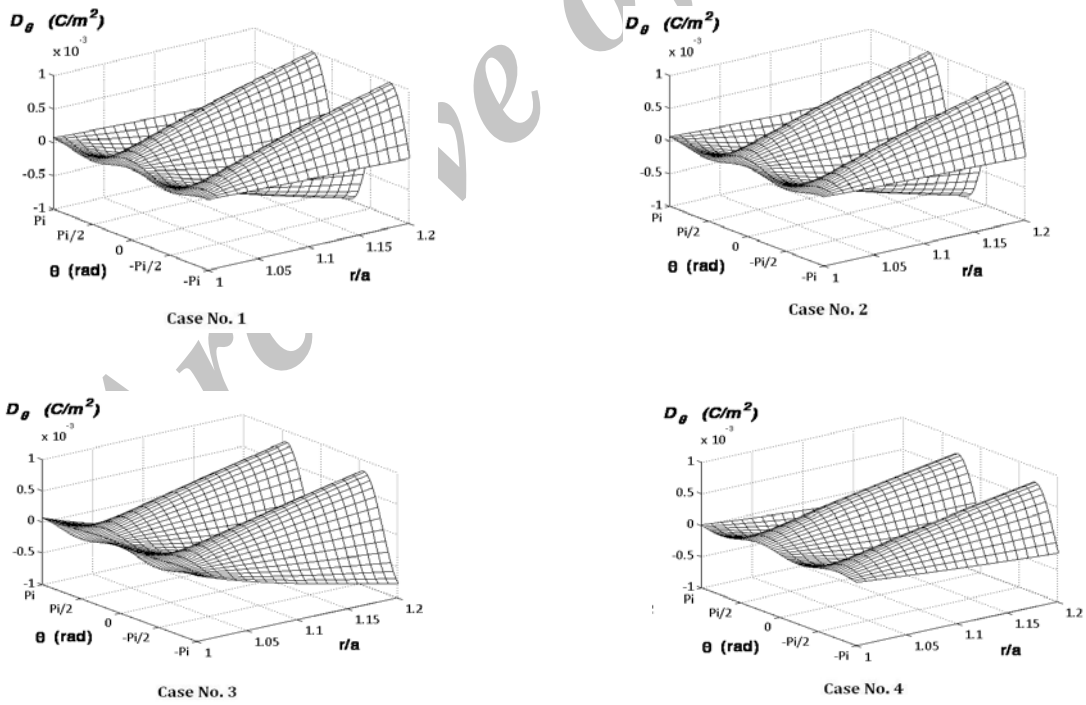 D_θ (C/m²)
x 10⁻³
1
0.5
0
-0.5
-1
Pi
Pi/2
0
-Pi/2
-Pi
θ (rad)
1
1.05
1.1
1.15
1.2
r/a
Case No. 1
D_θ (C/m²)
x 10⁻³
1
0.5
0
-0.5
-1
Pi
Pi/2
0
-Pi/2
-Pi
θ (rad)
1
1.05
1.1
1.15
1.2
r/a
Case No. 2
D_θ (C/m²)
x 10⁻³
1
0.5
0
-0.5
-1
Pi
Pi/2
0
-Pi/2
-Pi
θ (rad)
1
1.05
1.1
1.15
1.2
r/a
Case No. 3
D_θ (C/m²)
x 10⁻³
1
0.5
0
-0.5
-1
Pi
Pi/2
0
-Pi/2
-Pi
θ (rad)
1
1.05
1.1
1.15
1.2
r/a
Case No. 4